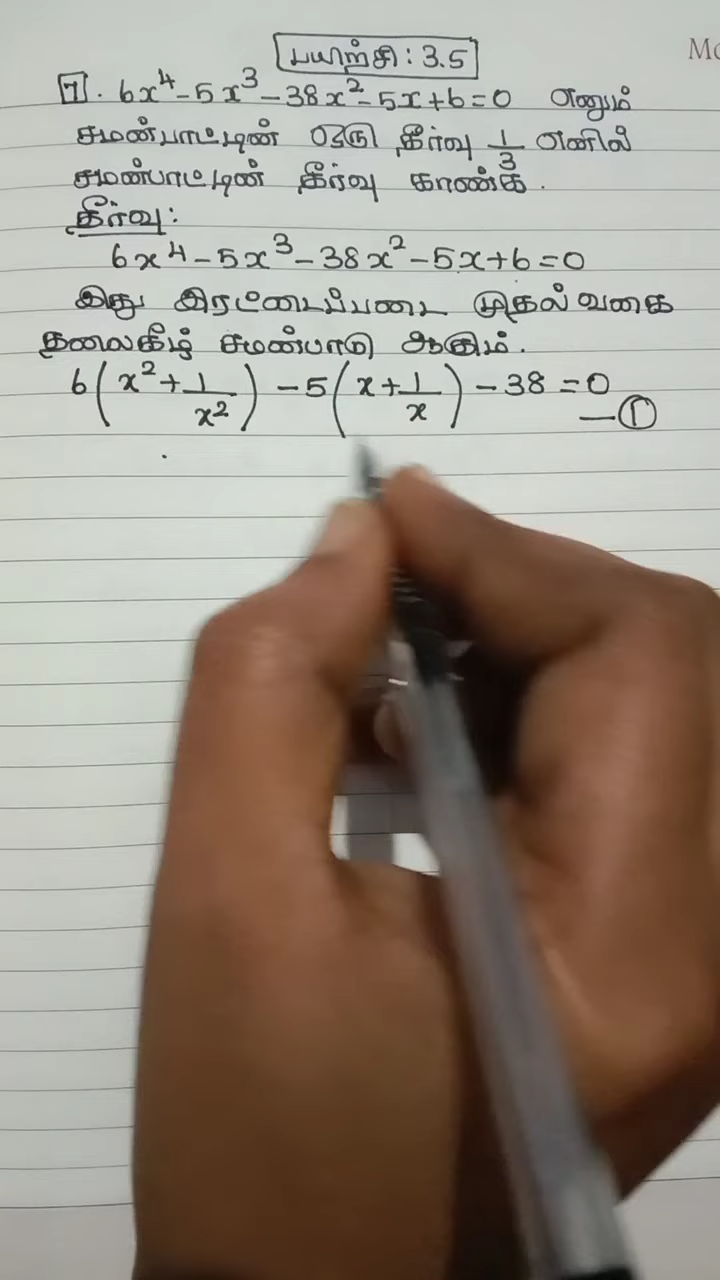 பயிற்சி: 3.5
7. 6x⁴-5x³-38x²-5x+6=0 எனும்
சமன்பாட்டின் ஒரு தீர்வு 1/3 எனில்
சமன்பாட்டின் தீர்வு காண்க.
தீர்வு:
6x⁴-5x³-38x²-5x+6=0
இது இரட்டைப்படை முதல் வகை
தலைகீழ் சமன்பாடு ஆகும்.
6(x²+1/x²)-5(x+1/x)-38=0
—①